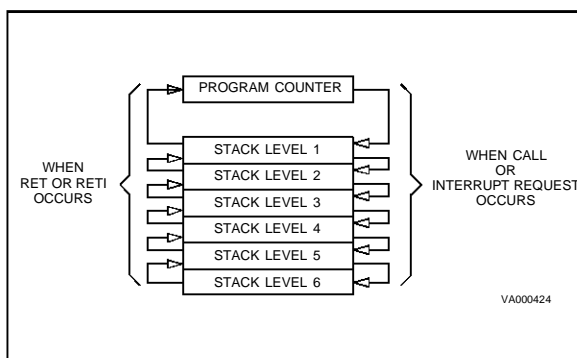 PROGRAM COUNTER
STACK LEVEL 1
STACK LEVEL 2
STACK LEVEL 3
STACK LEVEL 4
STACK LEVEL 5
STACK LEVEL 6
WHEN
RET OR RETI
OCCURS
WHEN CALL
OR
INTERRUPT REQUEST
OCCURS
VA000424